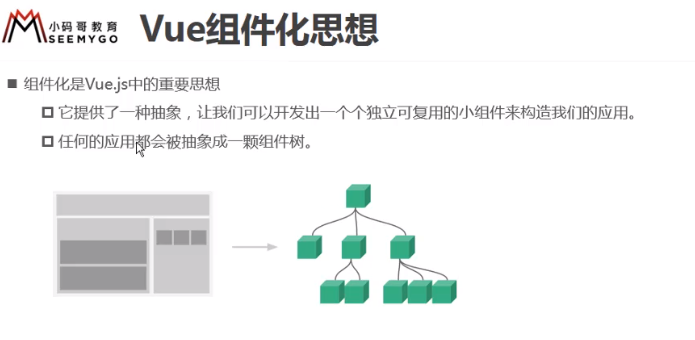 小码哥教育
SEEMYGO
Vue组件化思想
组件化是Vue.js中的重要思想
它提供了一种抽象，让我们可以开发出一个个独立可复用的小组件来构造我们的应用。
任何的应用都会被抽象成一颗组件树。